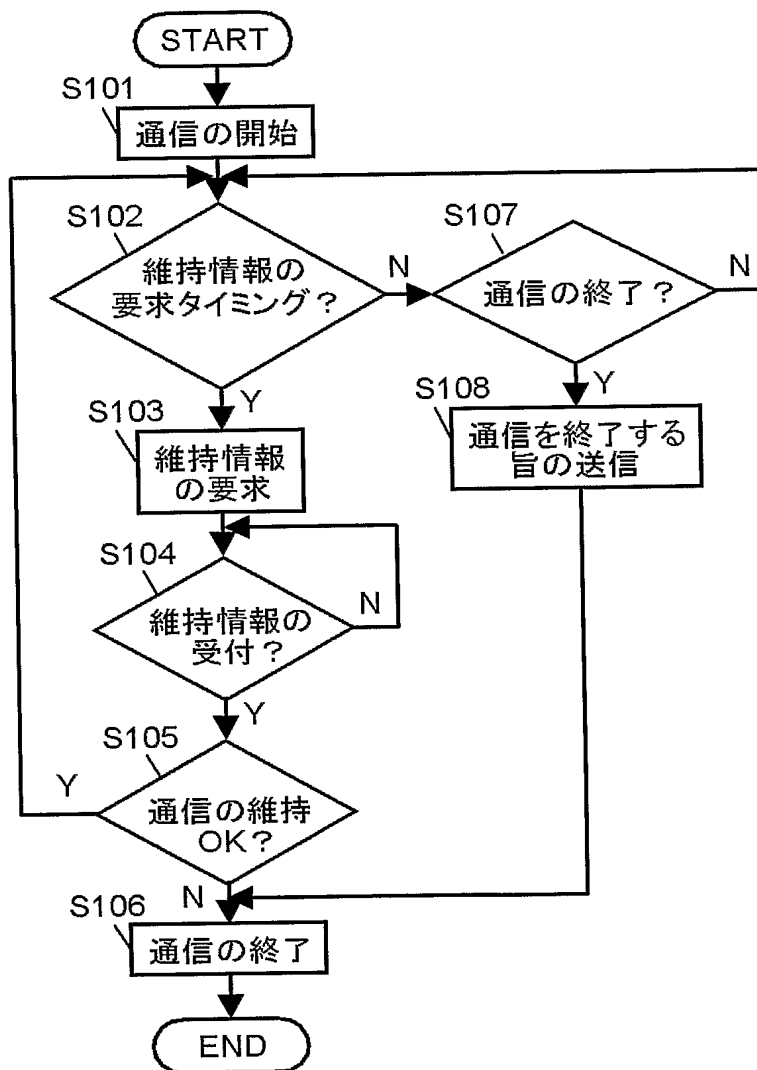 START
S101
通信の開始
S102
維持情報の
要求タイミング？
N
Y
S107
通信の終了？
N
Y
S108
通信を終了する
旨の送信
S103
維持情報
の要求
S104
維持情報の
受付？
N
Y
S105
通信の維持
OK？
Y
N
S106
通信の終了
END